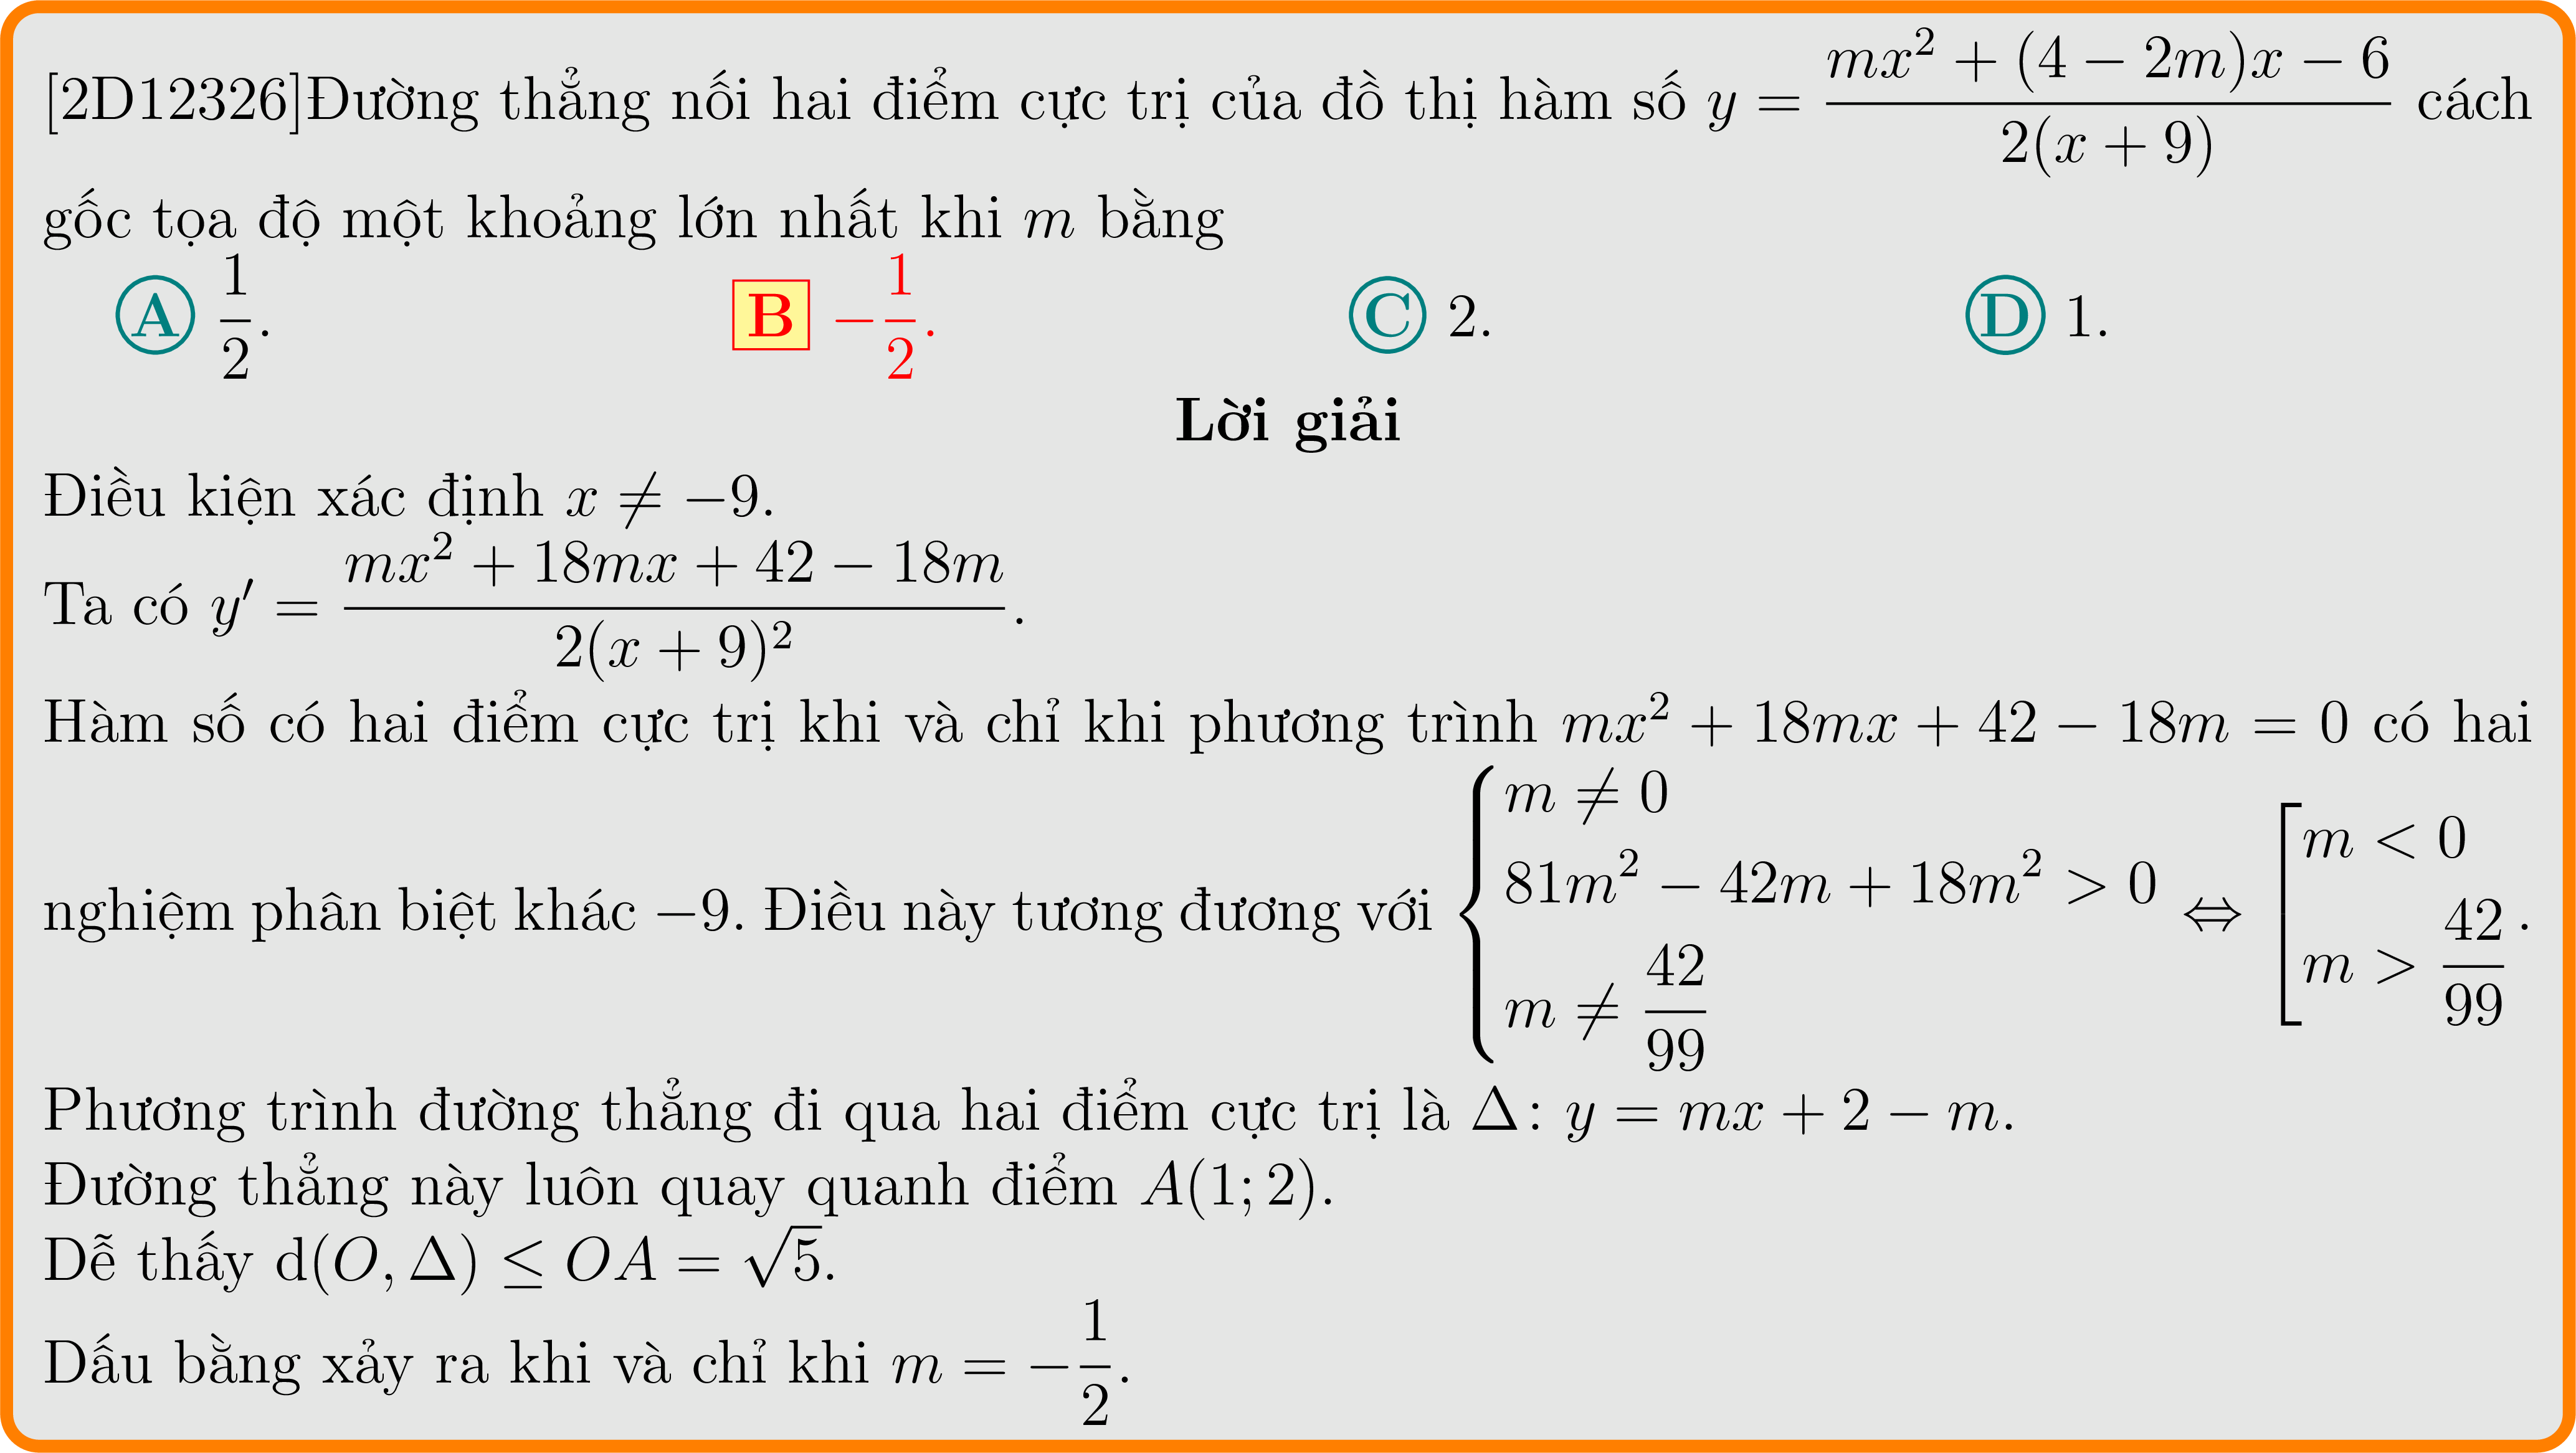 [2D12326]Đường thẳng nối hai điểm cực trị của đồ thị hàm số $y = \dfrac{mx^2 + (4 - 2m)x - 6}{2(x + 9)}$ cách
gốc tọa độ một khoảng lớn nhất khi $m$ bằng
A $\dfrac{1}{2}$. B $-\dfrac{1}{2}$. C 2. D 1.
Lời giải
Điều kiện xác định $x \neq -9$.
Ta có $y' = \dfrac{mx^2 + 18mx + 42 - 18m}{2(x + 9)^2}$.
Hàm số có hai điểm cực trị khi và chỉ khi phương trình $mx^2 + 18mx + 42 - 18m = 0$ có hai
nghiệm phân biệt khác $-9$. Điều này tương đương với $\begin{cases} m \neq 0 \\ 81m^2 - 42m + 18m^2 > 0 \\ m \neq \dfrac{42}{99} \end{cases} \Leftrightarrow \left[\begin{array}{l} m < 0 \\ m > \dfrac{42}{99} \end{array}\right.$.
Phương trình đường thẳng đi qua hai điểm cực trị là $\Delta \colon y = mx + 2 - m$.
Đường thẳng này luôn quay quanh điểm $A(1; 2)$.
Dễ thấy $\mathrm{d}(O, \Delta) \leq OA = \sqrt{5}$.
Dấu bằng xảy ra khi và chỉ khi $m = -\dfrac{1}{2}$.